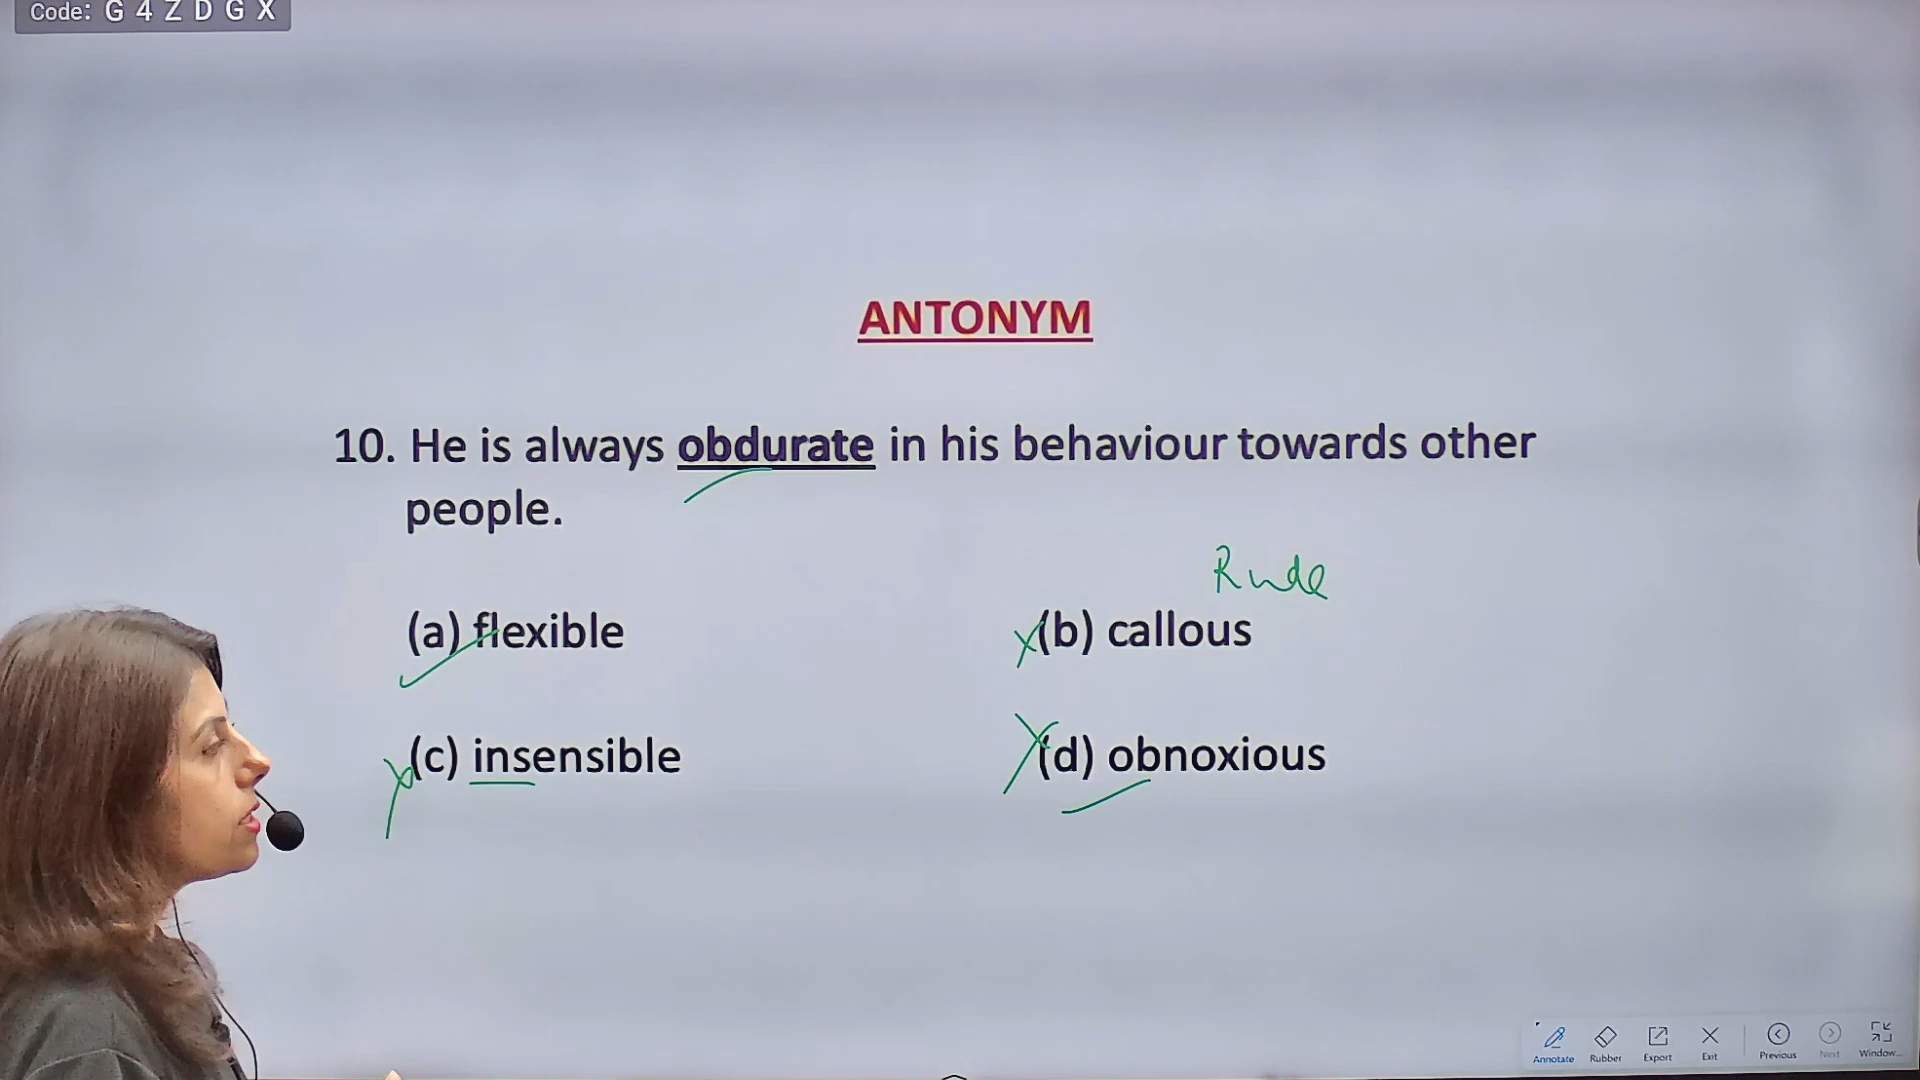 Code: G 4 Z D G X
ANTONYM
10. He is always obdurate in his behaviour towards other
people.
Rude
(a) flexible
(b) callous
(c) insensible
(d) obnoxious
Annotate
Rubber
Export
Exit
Previous
Next
Window...